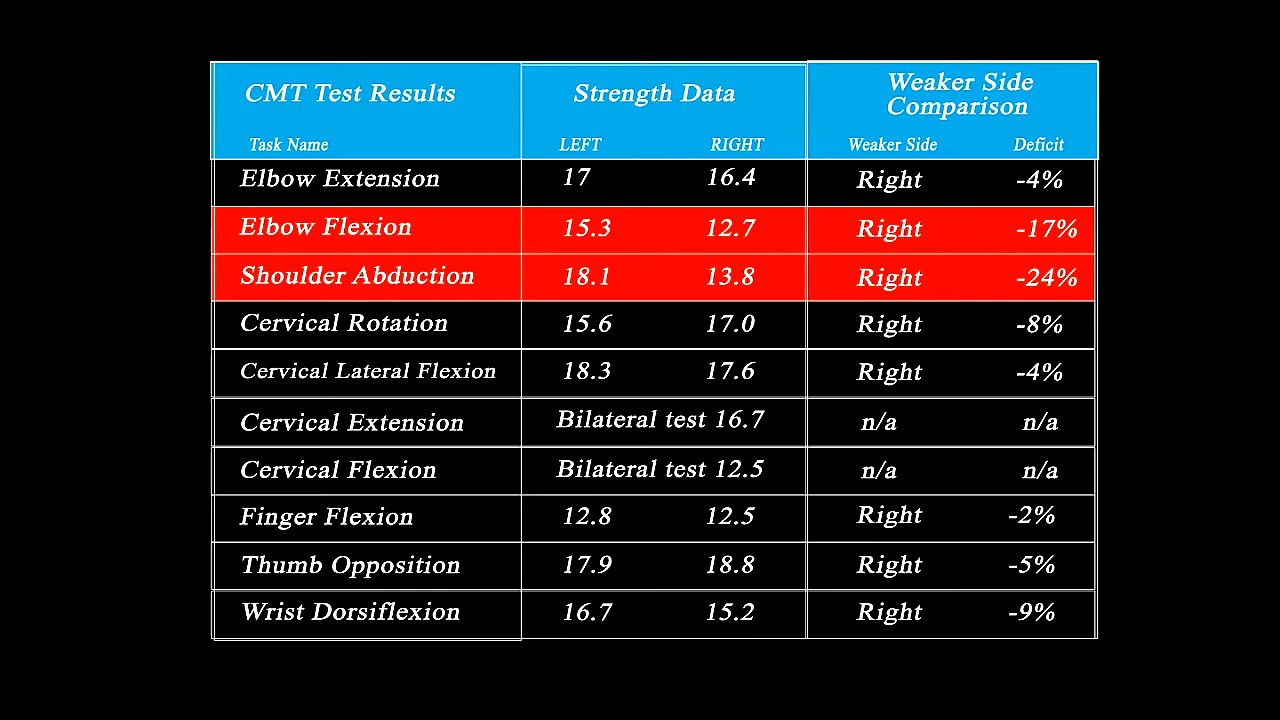 CMT Test Results Strength Data Weaker Side
Comparison
Task Name LEFT RIGHT Weaker Side Deficit
Elbow Extension 17 16.4 Right -4%
Elbow Flexion 15.3 12.7 Right -17%
Shoulder Abduction 18.1 13.8 Right -24%
Cervical Rotation 15.6 17.0 Right -8%
Cervical Lateral Flexion 18.3 17.6 Right -4%
Cervical Extension Bilateral test 16.7 n/a n/a
Cervical Flexion Bilateral test 12.5 n/a n/a
Finger Flexion 12.8 12.5 Right -2%
Thumb Opposition 17.9 18.8 Right -5%
Wrist Dorsiflexion 16.7 15.2 Right -9%